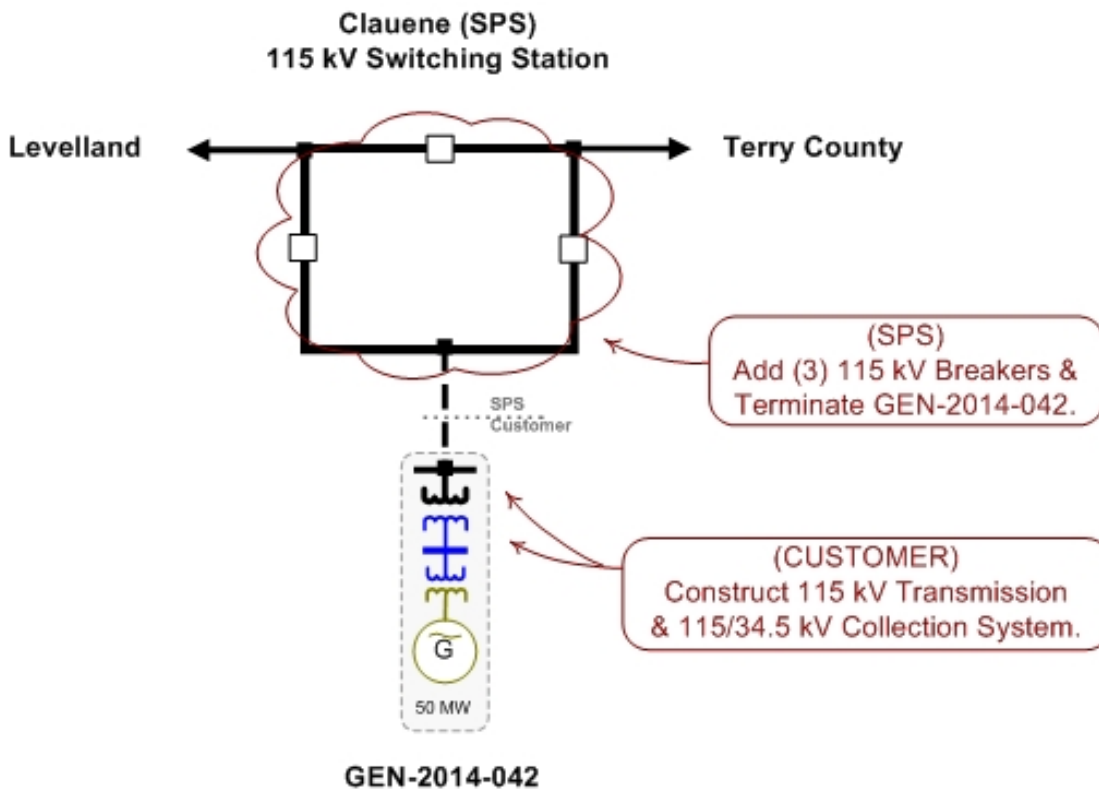 Clauene (SPS)
115 kV Switching Station
Levelland
Terry County
(SPS)
Add (3) 115 kV Breakers &
Terminate GEN-2014-042.
SPS
Customer
(CUSTOMER)
Construct 115 kV Transmission
& 115/34.5 kV Collection System.
G
50 MW
GEN-2014-042